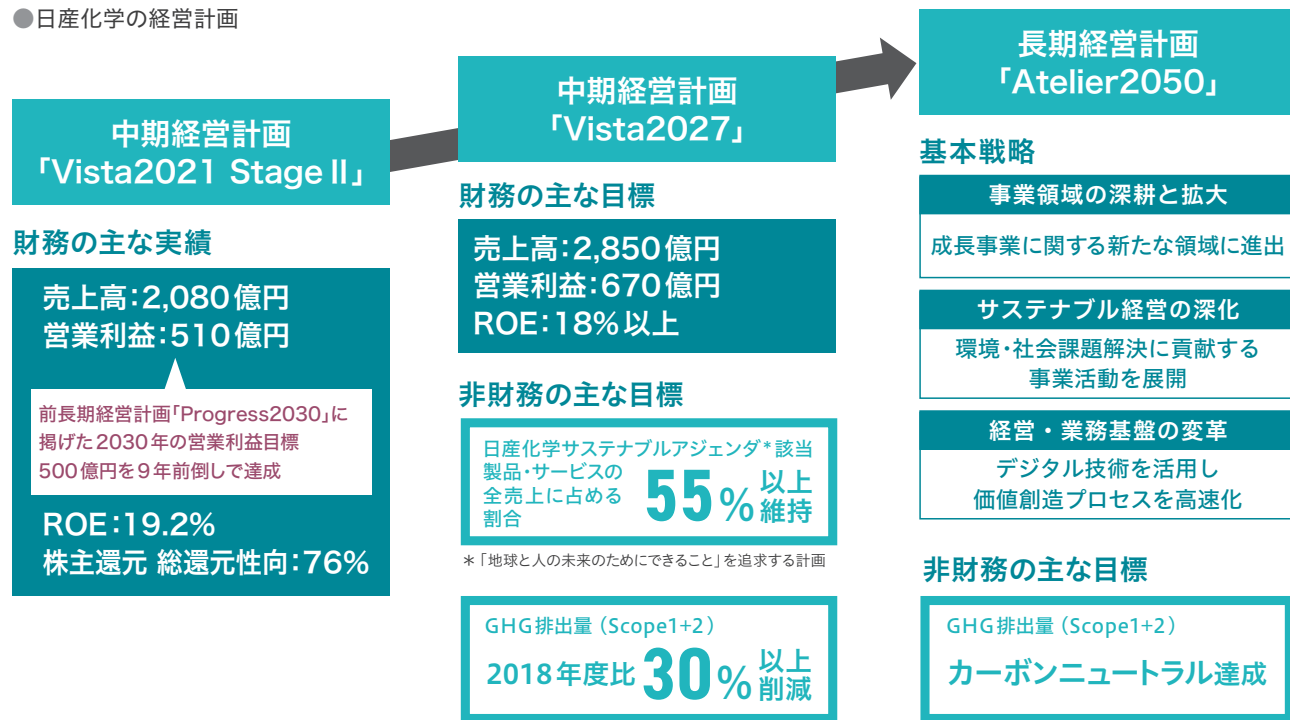 ●日産化学の経営計画
中期経営計画
「Vista2021 StageⅡ」
財務の主な実績
売上高：2,080億円
営業利益：510億円
前長期経営計画「Progress2030」に
掲げた2030年の営業利益目標
500億円を9年前倒しで達成
ROE：19.2%
株主還元 総還元性向：76%
中期経営計画
「Vista2027」
財務の主な目標
売上高：2,850億円
営業利益：670億円
ROE：18%以上
非財務の主な目標
日産化学サステナブルアジェンダ＊該当
製品・サービスの
全売上に占める
割合
55%以上維持
＊「地球と人の未来のためにできること」を追求する計画
GHG排出量（Scope1+2）
2018年度比30%以上削減
長期経営計画
「Atelier2050」
基本戦略
事業領域の深耕と拡大
成長事業に関する新たな領域に進出
サステナブル経営の深化
環境・社会課題解決に貢献する
事業活動を展開
経営・業務基盤の変革
デジタル技術を活用し
価値創造プロセスを高速化
非財務の主な目標
GHG排出量（Scope1+2）
カーボンニュートラル達成